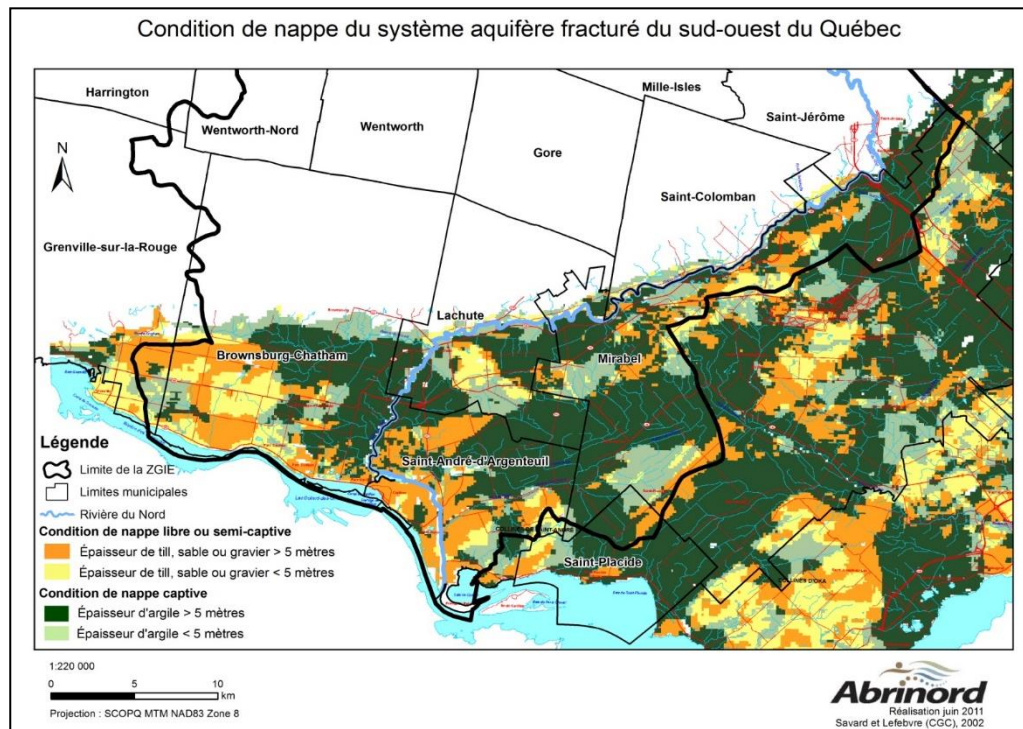 Condition de nappe du système aquifère fracturé du sud-ouest du Québec
Harrington
Mille-Isles
Wentworth-Nord
Wentworth
Saint-Jérôme
N
Gore
Saint-Colomban
Grenville-sur-la-Rouge
Lachute
Brownsburg-Chatham
Mirabel
Saint-André-d'Argenteuil
Saint-Placide
COLLINES D'OKA
Légende
Limite de la ZGIE
Limites municipales
Rivière du Nord
Condition de nappe libre ou semi-captive
Épaisseur de till, sable ou gravier > 5 mètres
Épaisseur de till, sable ou gravier < 5 mètres
Condition de nappe captive
Épaisseur d'argile > 5 mètres
Épaisseur d'argile < 5 mètres
1:220 000
0 5 10
km
Projection : SCOPQ MTM NAD83 Zone 8
Abrinord
Réalisation juin 2011
Savard et Lefebvre (CGC), 2002